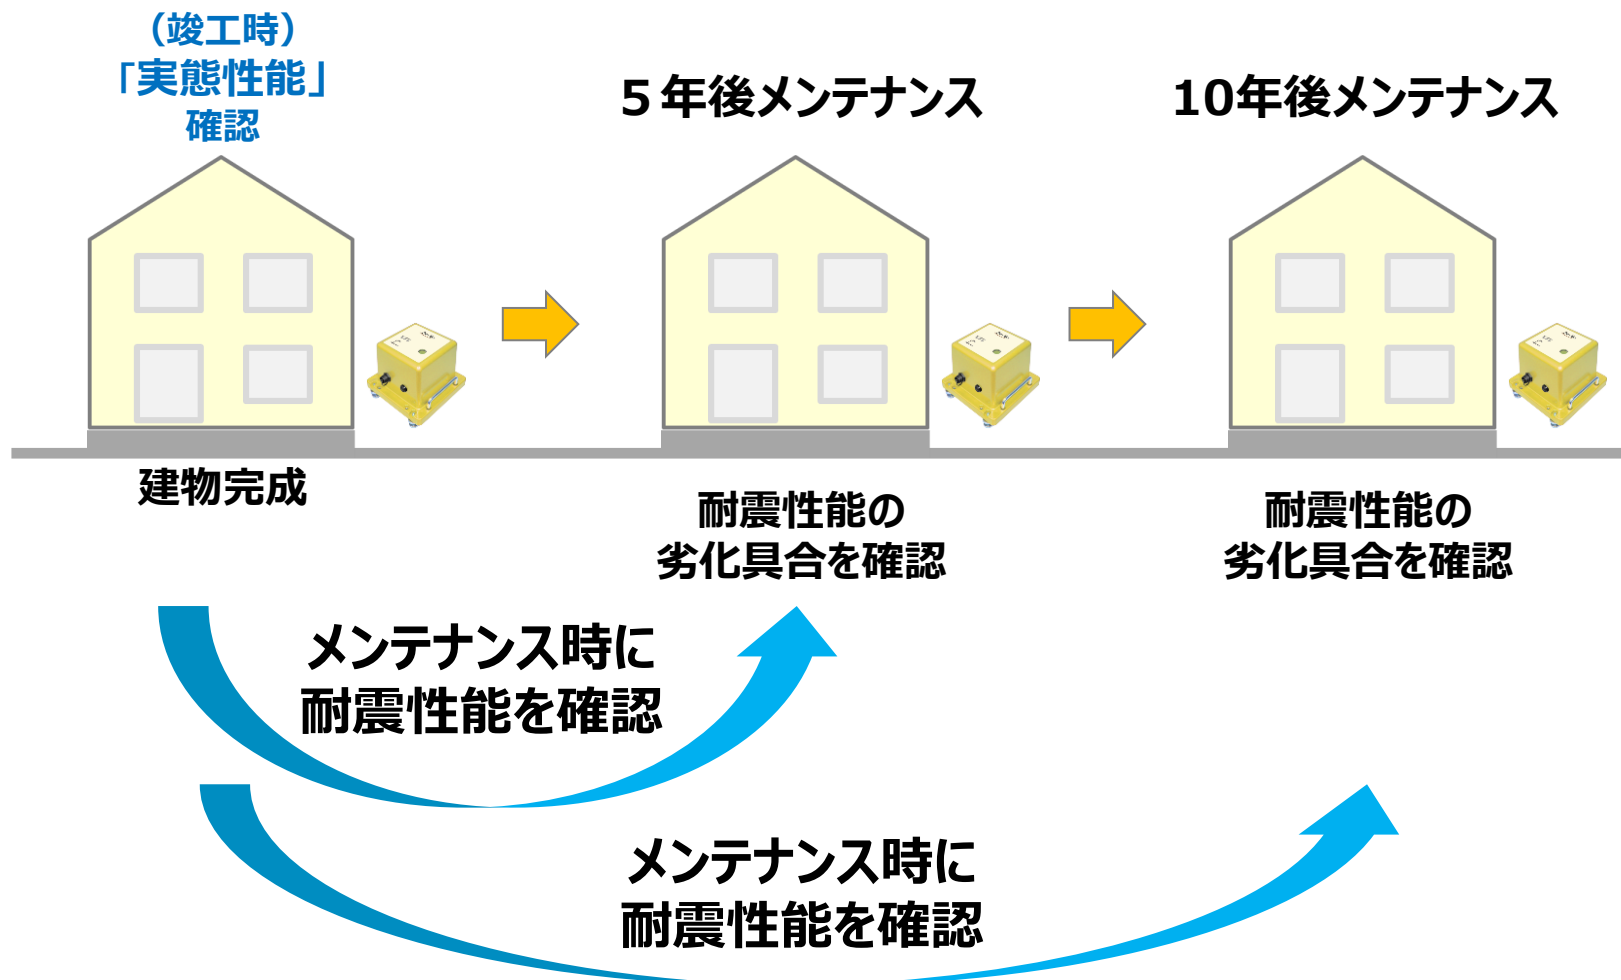 （竣工時）
「実態性能」
確認
５年後メンテナンス
10年後メンテナンス
建物完成
耐震性能の
劣化具合を確認
耐震性能の
劣化具合を確認
メンテナンス時に
耐震性能を確認
メンテナンス時に
耐震性能を確認